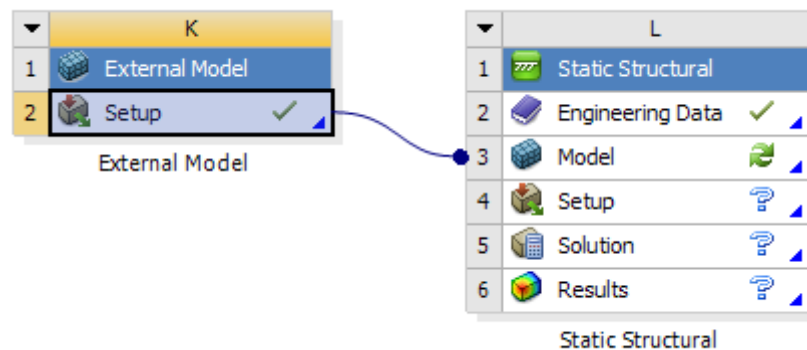 K
1 External Model
2 Setup
External Model
L
1 Static Structural
2 Engineering Data
3 Model
4 Setup
5 Solution
6 Results
Static Structural